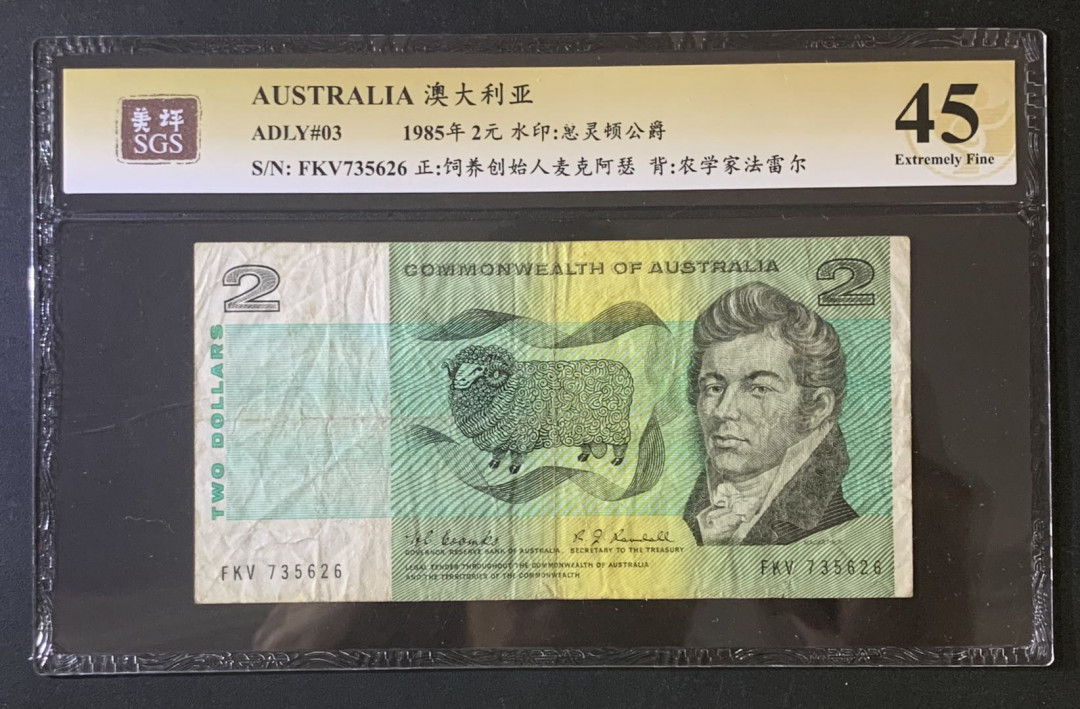 美评
SGS
AUSTRALIA 澳大利亚
ADLY#03 1985年 2元 水印:忽灵顿公爵
S/N: FKV735626 正:饲养创始人麦克阿瑟 背:农学家法雷尔
45
Extremely Fine
2
COMMONWEALTH OF AUSTRALIA
2
TWO DOLLARS
H. C. Coombs
R. J. Randall
GOVERNOR, RESERVE BANK OF AUSTRALIA. SECRETARY TO THE TREASURY
LEGAL TENDER THROUGHOUT THE COMMONWEALTH OF AUSTRALIA
AND THE TERRITORIES OF THE COMMONWEALTH
FKV 735626
FKV 735626